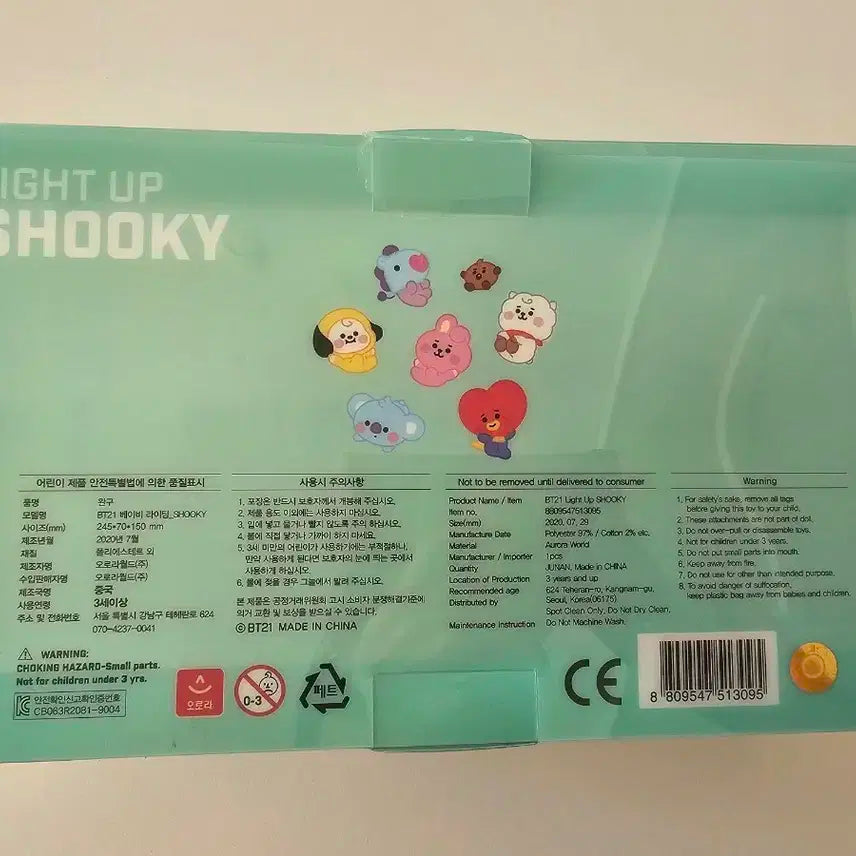 IGHT UP
SHOOKY
어린이 제품 안전특별법에 의한 품질표시
품명 완구
모델명 BT21 베이비 라이팅_SHOOKY
사이즈(mm) 245*70*150 mm
제조년월 2020년 7월
재질 폴리에스테르 외
제조자명 오로라월드(주)
수입판매자명 오로라월드(주)
제조국명 중국
사용연령 3세이상
주소 및 전화번호 서울 특별시 강남구 테헤란로 624
070-4237-0041
사용시 주의사항
1. 포장은 반드시 보호자께서 개봉해 주십시오.
2. 제품 용도 이외에는 사용하지 마십시오.
3. 입에 넣고 물거나 빨지 않도록 주의 하십시오.
4. 불에 직접 닿거나 가까이 하지 마세요.
5. 3세 미만의 어린이가 사용하기에는 부적절하나,
만약 사용하게 된다면 보호자의 눈에 띄는 곳에서
사용하게 하십시오.
6. 물에 젖을 경우 그늘에서 말려 주십시오.
본 제품은 공정거래위원회 고시 소비자 분쟁해결기준에
의거 교환 및 보상을 받으실 수 있습니다.
ⓒBT21 MADE IN CHINA
Not to be removed until delivered to consumer
Product Name / Item BT21 Light Up SHOOKY
Item no. 8809547513095
Size(mm) 2020. 07. 29
Manufacture Date Polyester 97% / Cotton 2% etc.
Material Aurora World
Manufacturer / Importer 1pcs
Quantity JUNAN, Made in CHINA
Location of Production 3 years and up
Recommended age 624 Teheran-ro, Kangnam-gu,
Distributed by Seoul, Korea(06175)
Spot Clean Only, Do Not Dry Clean,
Maintenance Instruction Do Not Machine Wash.
Warning
1. For safety's sake, remove all tags
before giving this toy to your child.
2. These attachments are not part of doll.
3. Do not over-pull or disassemble toys.
4. Not for children under 3 years.
5. Do not put small parts into mouth.
6. Keep away from fire.
7. Do not use for other than intended purpose.
8. To avoid danger of suffocation,
keep plastic bag away from babies and children.
WARNING:
CHOKING HAZARD-Small parts.
Not for children under 3 yrs.
안전확인신고확인증번호
CB063R2081-9004
오로라
0-3
페트
CE
8 809547 513095